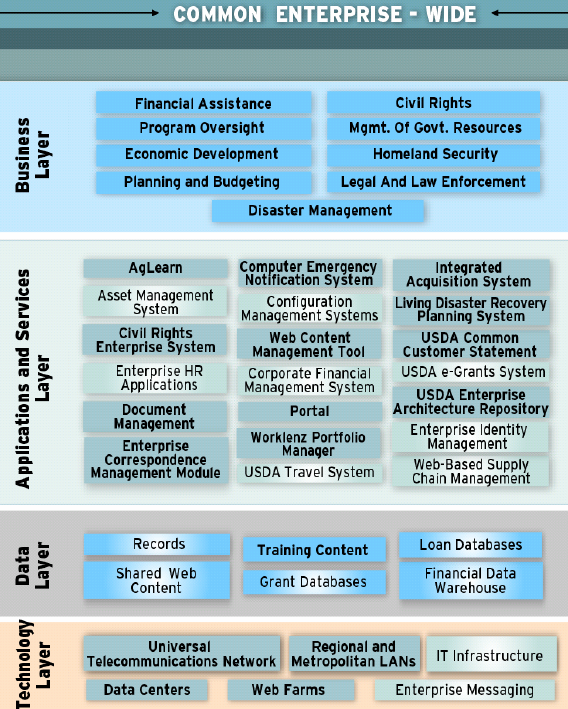 COMMON ENTERPRISE - WIDE
Business
Layer
Financial Assistance
Civil Rights
Program Oversight
Mgmt. Of Govt. Resources
Economic Development
Homeland Security
Planning and Budgeting
Legal And Law Enforcement
Disaster Management
Applications and Services
Layer
AgLearn
Asset Management
System
Civil Rights
Enterprise System
Enterprise HR
Applications
Document
Management
Enterprise
Correspondence
Management Module
Computer Emergency
Notification System
Configuration
Management Systems
Web Content
Management Tool
Corporate Financial
Management System
Portal
Worklenz Portfolio
Manager
USDA Travel System
Integrated
Acquisition System
Living Disaster Recovery
Planning System
USDA Common
Customer Statement
USDA e-Grants System
USDA Enterprise
Architecture Repository
Enterprise Identity
Management
Web-Based Supply
Chain Management
Data
Layer
Records
Training Content
Loan Databases
Shared Web
Content
Grant Databases
Financial Data
Warehouse
Technology
Layer
Universal
Telecommunications Network
Regional and
Metropolitan LANs
IT Infrastructure
Data Centers
Web Farms
Enterprise Messaging